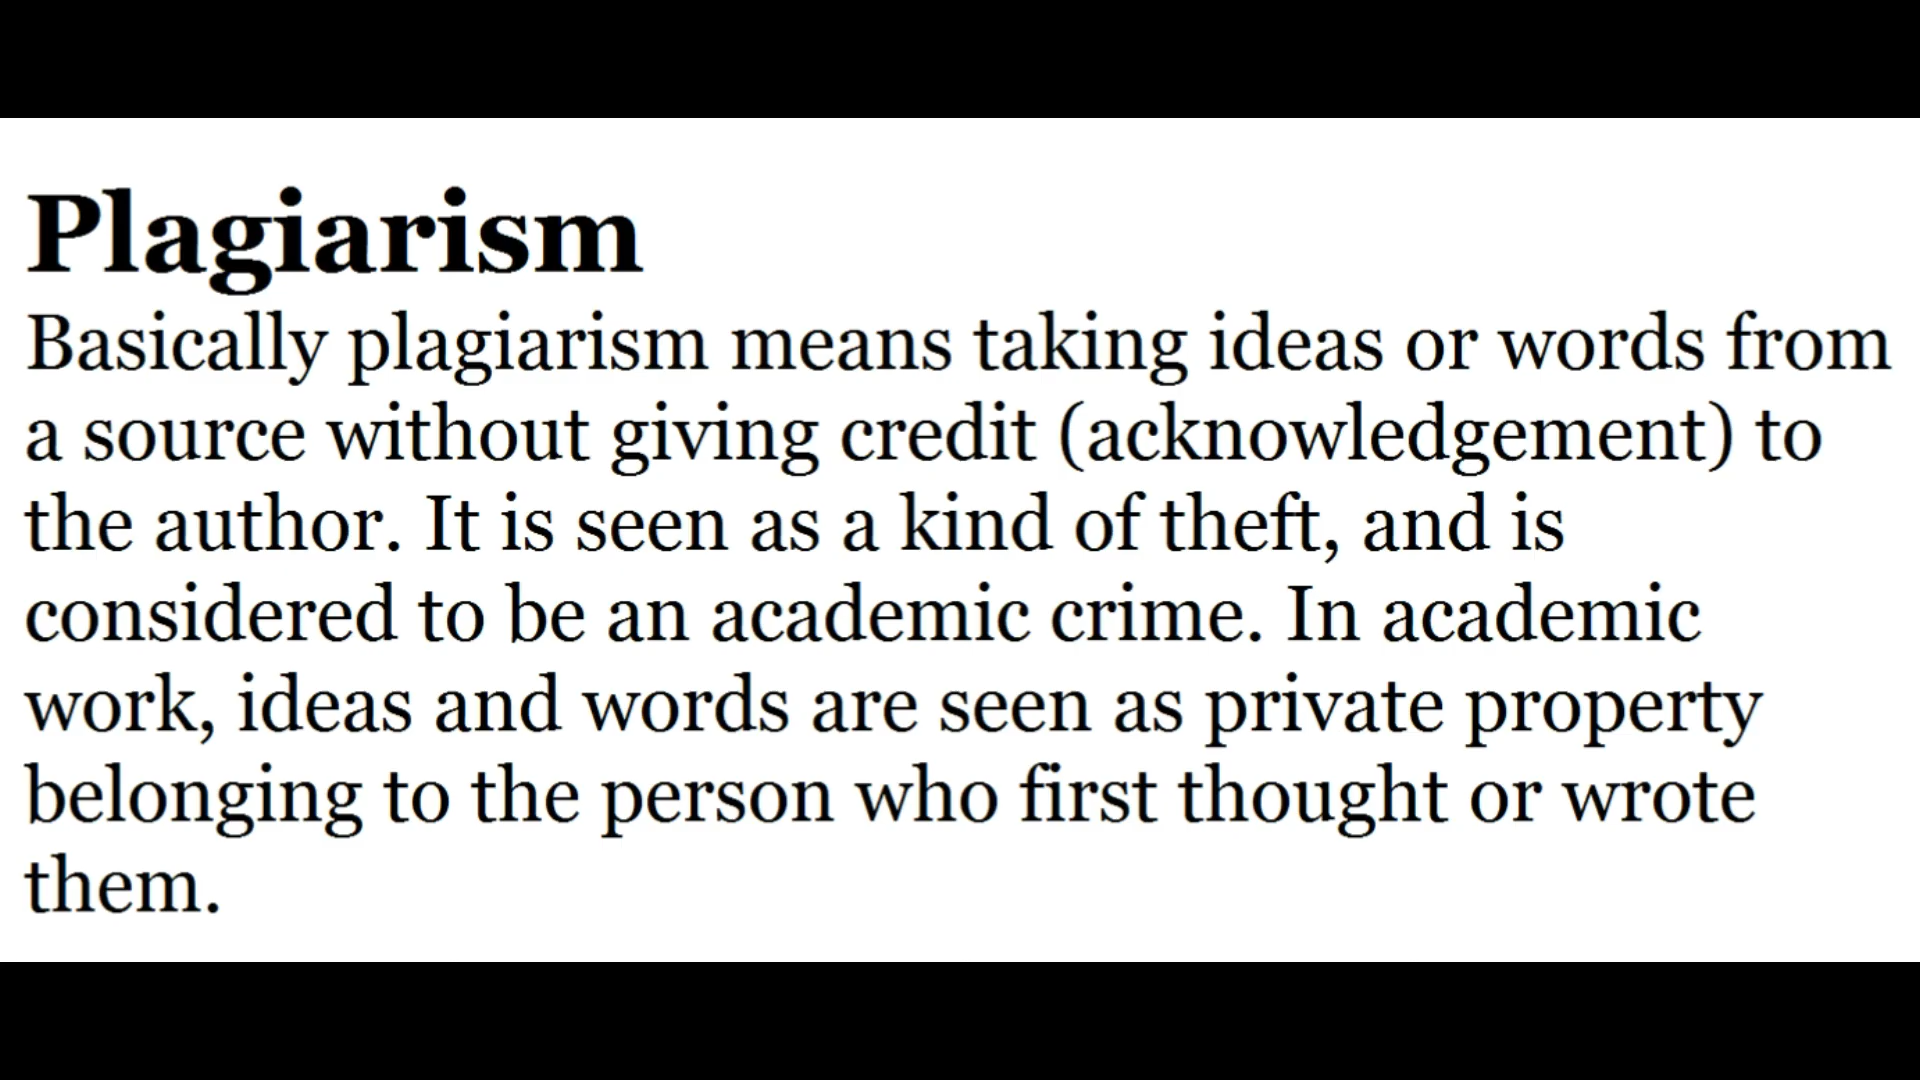 Plagiarism
Basically plagiarism means taking ideas or words from
a source without giving credit (acknowledgement) to
the author. It is seen as a kind of theft, and is
considered to be an academic crime. In academic
work, ideas and words are seen as private property
belonging to the person who first thought or wrote
them.